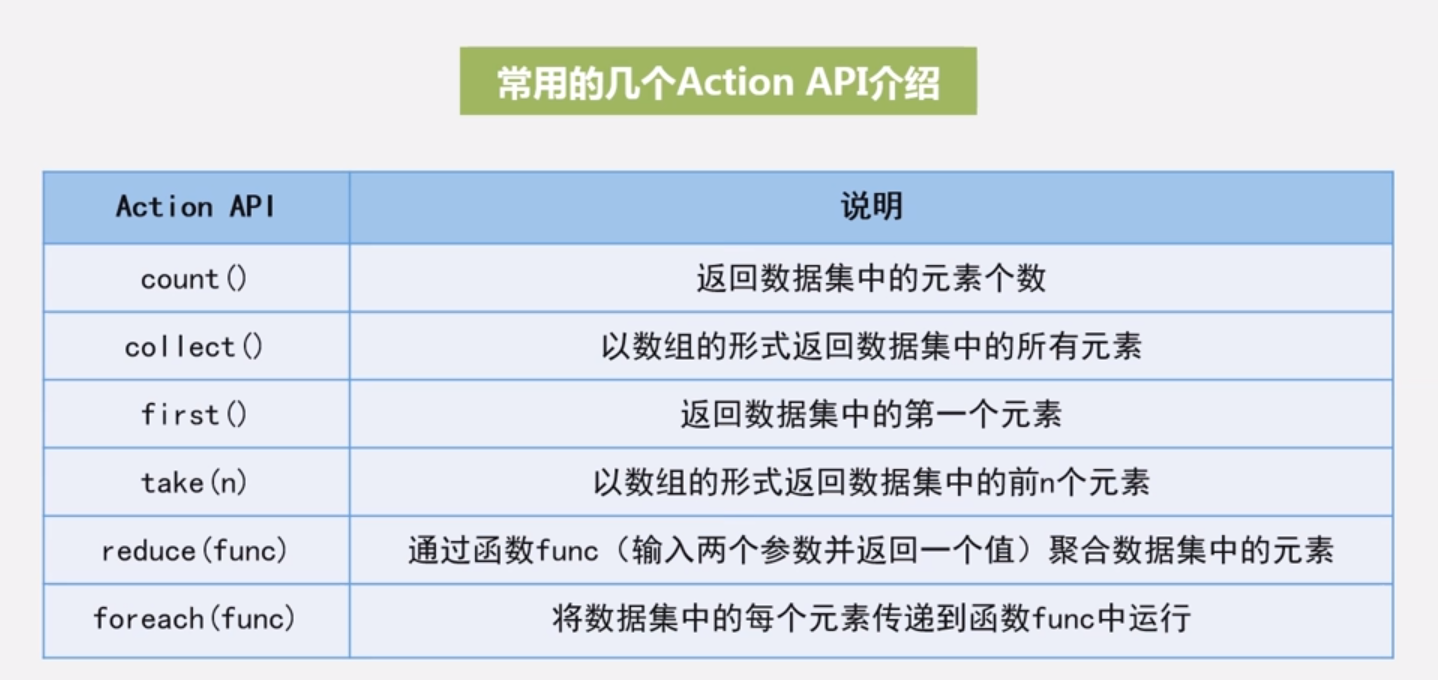 常用的几个Action API介绍
Action API 说明
count() 返回数据集中的元素个数
collect() 以数组的形式返回数据集中的所有元素
first() 返回数据集中的第一个元素
take(n) 以数组的形式返回数据集中的前n个元素
reduce(func) 通过函数func（输入两个参数并返回一个值）聚合数据集中的元素
foreach(func) 将数据集中的每个元素传递到函数func中运行